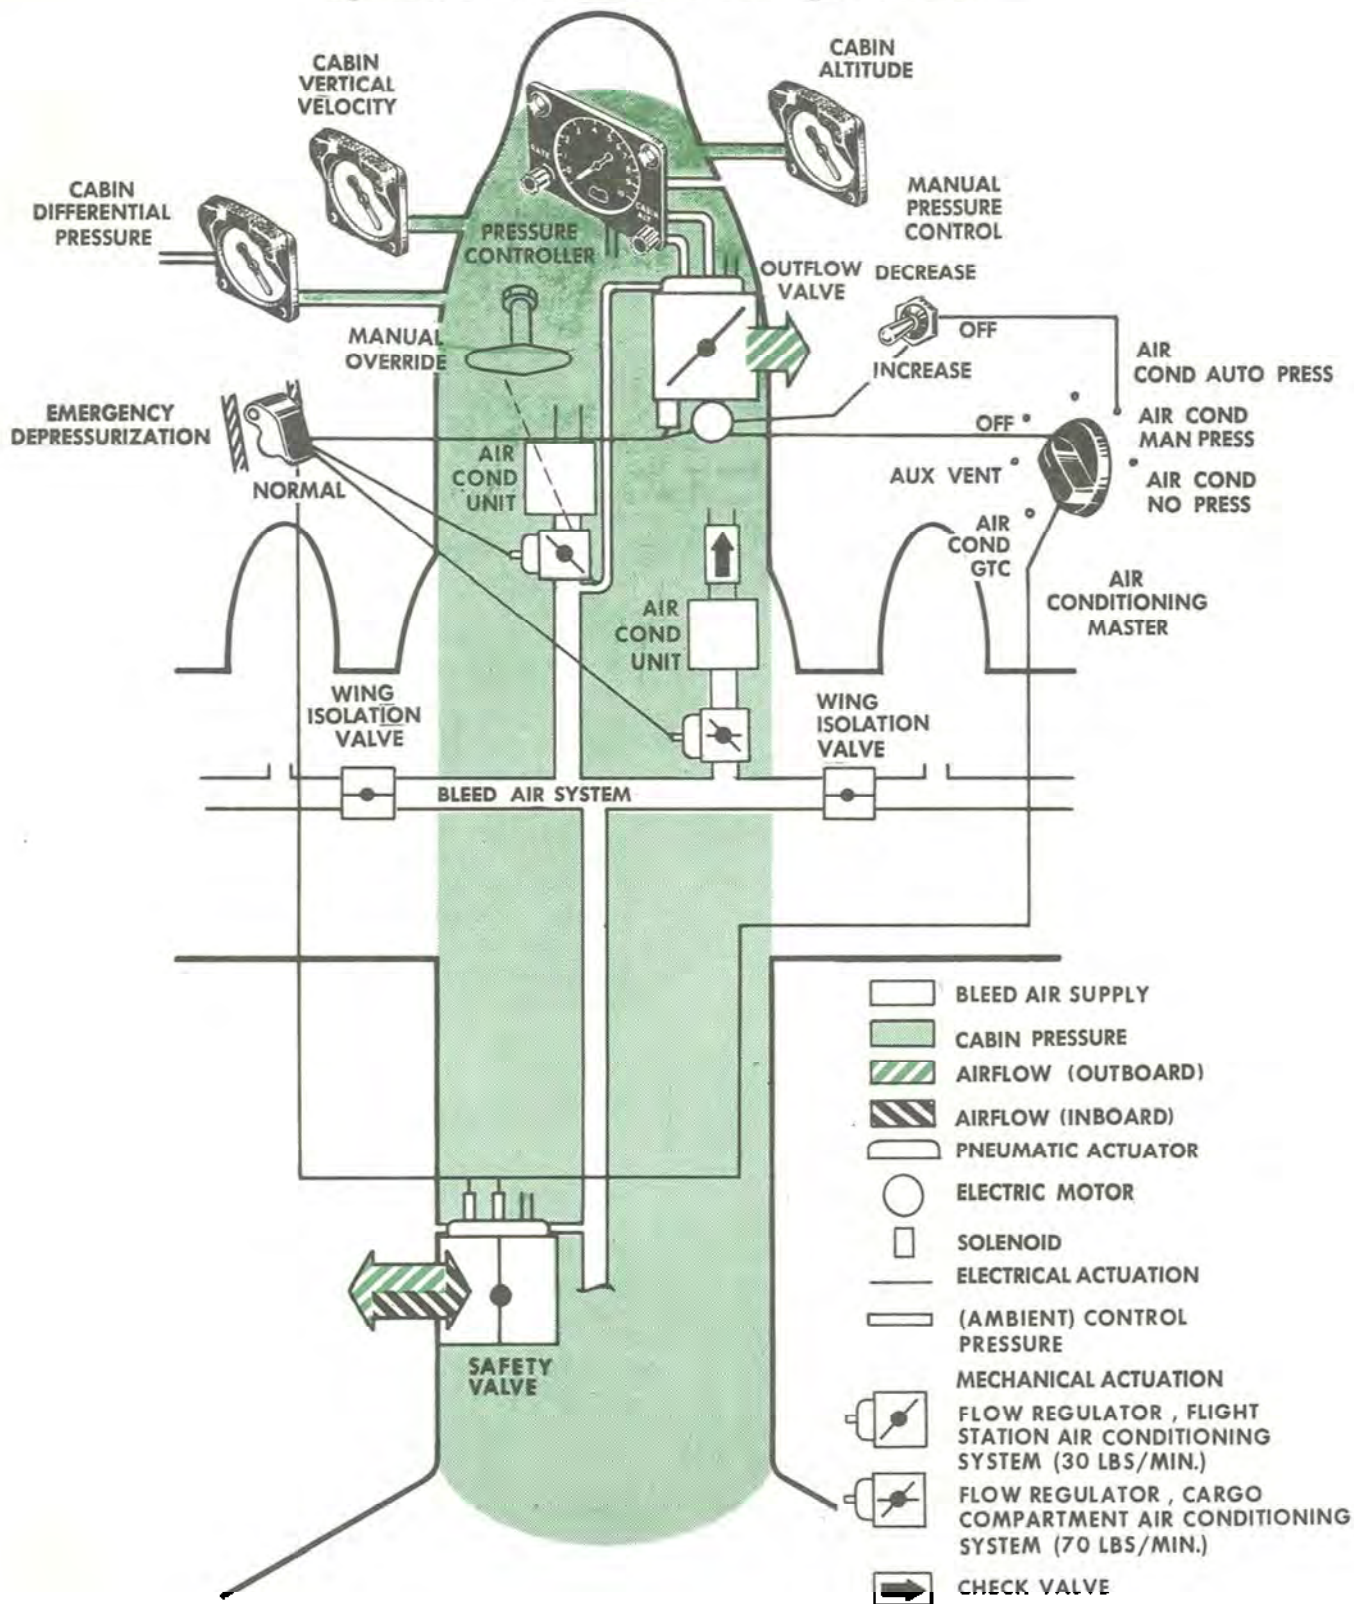 CABIN
VERTICAL
VELOCITY
CABIN
ALTITUDE
CABIN
DIFFERENTIAL
PRESSURE
MANUAL
PRESSURE
CONTROL
PRESSURE
CONTROLLER
OUTFLOW
VALVE
DECREASE
OFF
INCREASE
MANUAL
OVERRIDE
AIR
COND AUTO PRESS
EMERGENCY
DEPRESSURIZATION
NORMAL
OFF
AIR COND
MAN PRESS
AUX VENT
AIR COND
NO PRESS
AIR
COND
GTC
AIR
CONDITIONING
MASTER
AIR
COND
UNIT
AIR
COND
UNIT
WING
ISOLATION
VALVE
WING
ISOLATION
VALVE
BLEED AIR SYSTEM
SAFETY
VALVE
BLEED AIR SUPPLY
CABIN PRESSURE
AIRFLOW (OUTBOARD)
AIRFLOW (INBOARD)
PNEUMATIC ACTUATOR
ELECTRIC MOTOR
SOLENOID
ELECTRICAL ACTUATION
(AMBIENT) CONTROL
PRESSURE
MECHANICAL ACTUATION
FLOW REGULATOR , FLIGHT
STATION AIR CONDITIONING
SYSTEM (30 LBS/MIN.)
FLOW REGULATOR , CARGO
COMPARTMENT AIR CONDITIONING
SYSTEM (70 LBS/MIN.)
CHECK VALVE